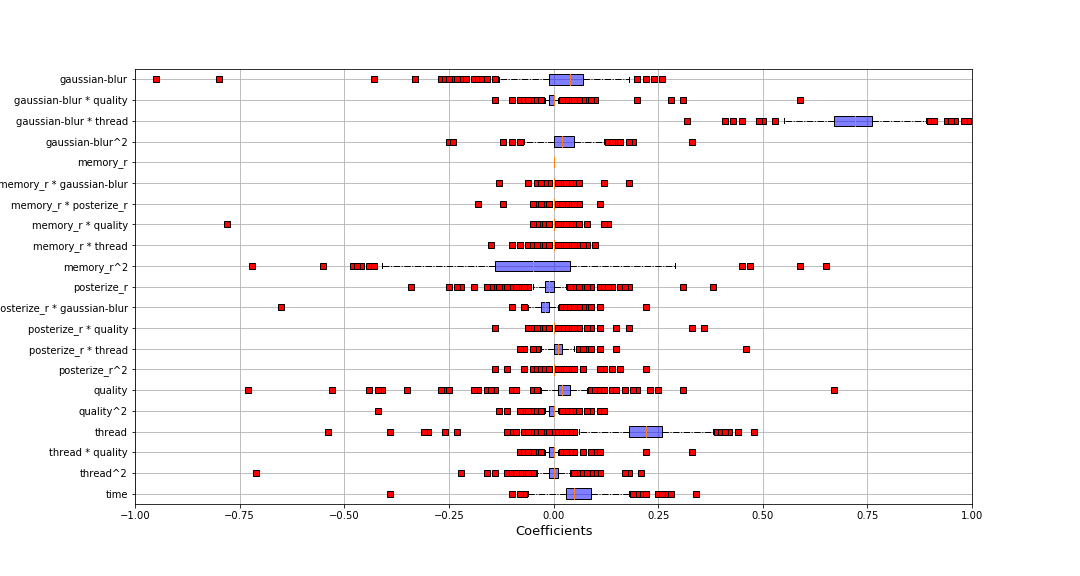 gaussian-blur
gaussian-blur * quality
gaussian-blur * thread
gaussian-blur^2
memory_r
memory_r * gaussian-blur
memory_r * posterize_r
memory_r * quality
memory_r * thread
memory_r^2
posterize_r
osterize_r * gaussian-blur
posterize_r * quality
posterize_r * thread
posterize_r^2
quality
quality^2
thread
thread * quality
thread^2
time
−1.00 −0.75 −0.50 −0.25 0.00 0.25 0.50 0.75 1.00
Coefficients